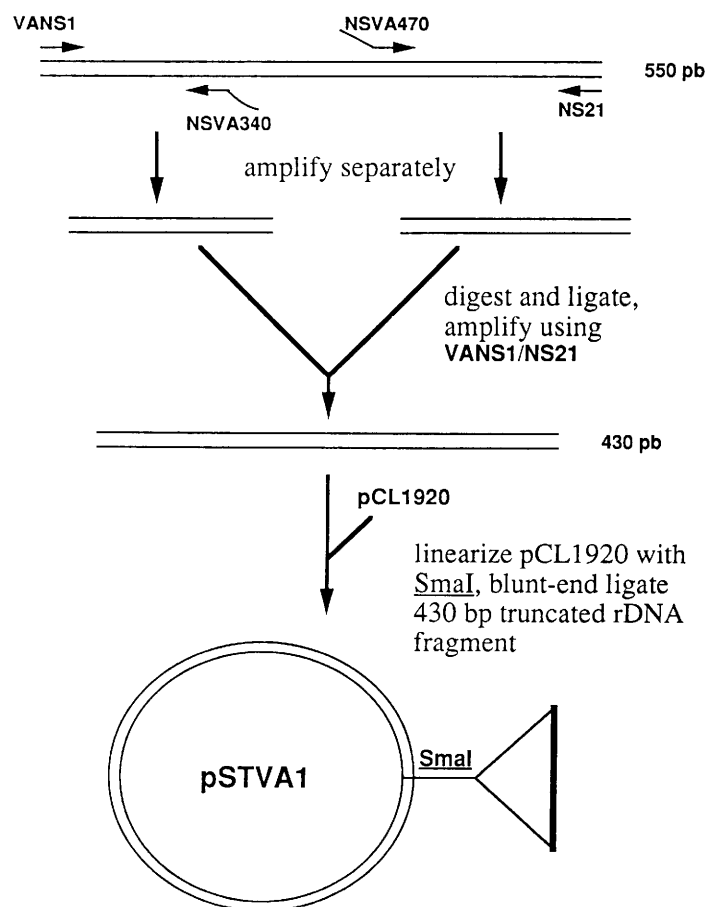 VANS1
NSVA470
550 pb
NSVA340
NS21
amplify separately
digest and ligate,
amplify using
VANS1/NS21
430 pb
pCL1920
linearize pCL1920 with
SmaI, blunt-end ligate
430 bp truncated rDNA
fragment
SmaI
pSTVA1